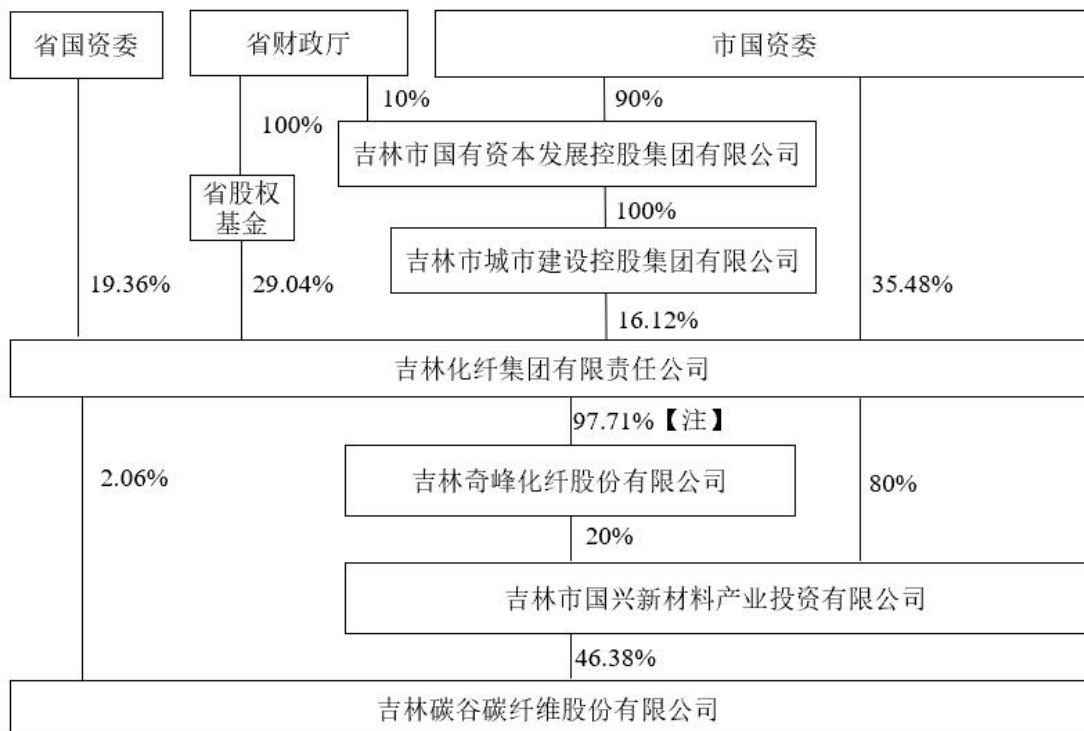 省国资委
省财政厅
市国资委
10%
90%
100%
吉林市国有资本发展控股集团有限公司
省股权
基金
100%
吉林市城市建设控股集团有限公司
19.36%
29.04%
35.48%
16.12%
吉林化纤集团有限责任公司
97.71%【注】
2.06%
吉林奇峰化纤股份有限公司
80%
20%
吉林市国兴新材料产业投资有限公司
46.38%
吉林碳谷碳纤维股份有限公司